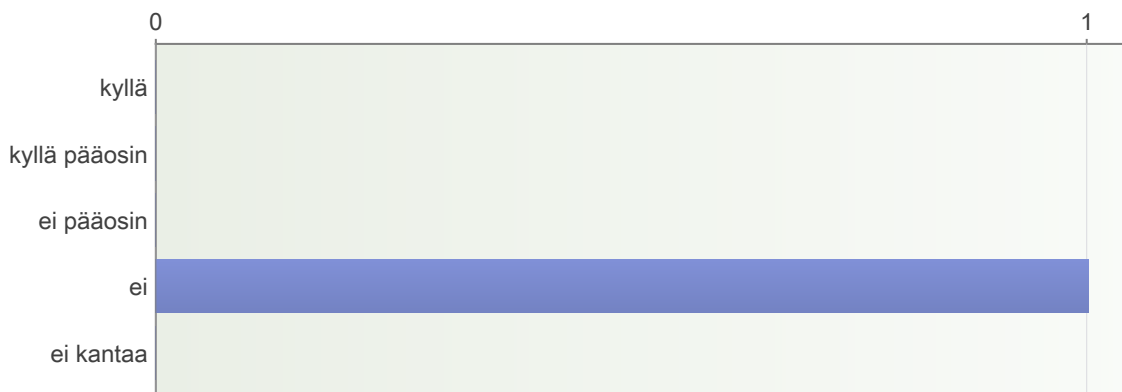 0 1
kyllä
kyllä pääosin
ei pääosin
ei
ei kantaa